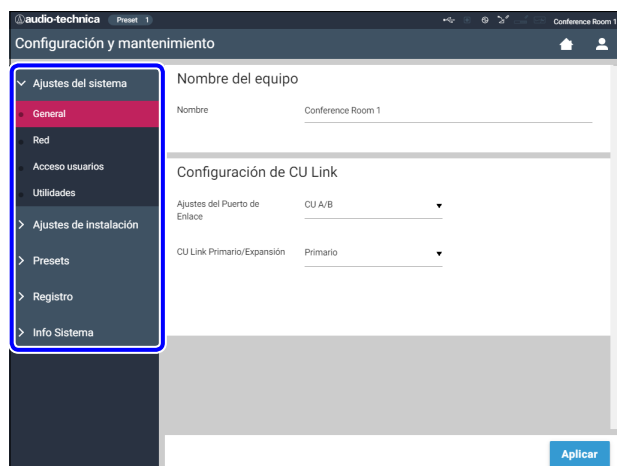 audio-technica Preset 1 Conference Room 1
Configuración y mantenimiento
Ajustes del sistema
General
Red
Acceso usuarios
Utilidades
Ajustes de instalación
Presets
Registro
Info Sistema
Nombre del equipo
Nombre Conference Room 1
Configuración de CU Link
Ajustes del Puerto de
Enlace
CU A/B
CU Link Primario/Expansión Primario
Aplicar